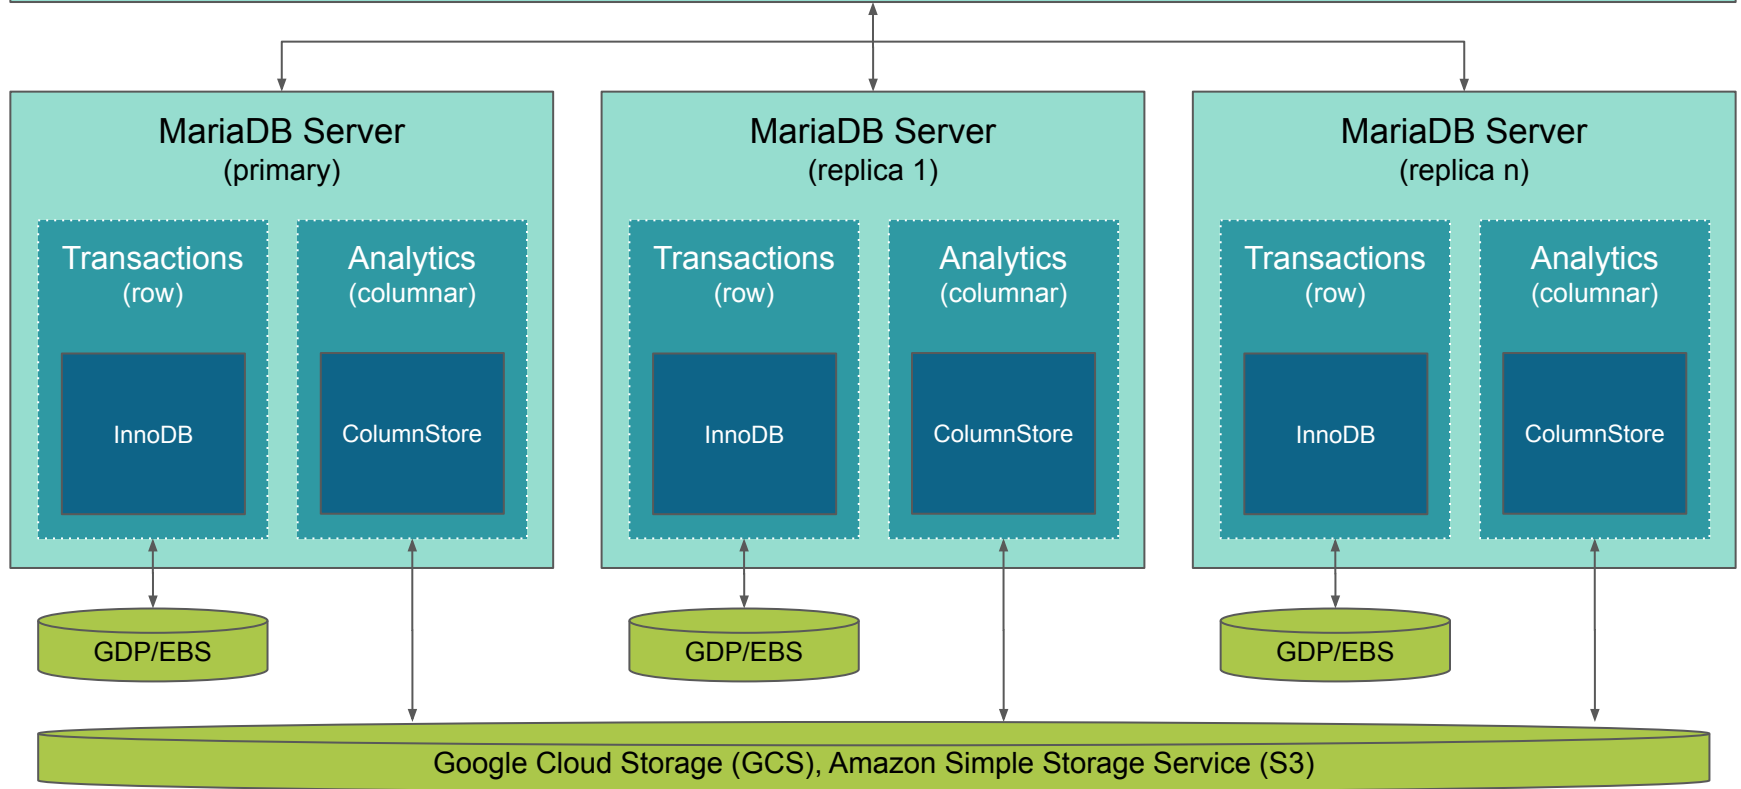 MariaDB Server
(primary)
Transactions
(row)
Analytics
(columnar)
InnoDB
ColumnStore
GDP/EBS
MariaDB Server
(replica 1)
Transactions
(row)
Analytics
(columnar)
InnoDB
ColumnStore
GDP/EBS
MariaDB Server
(replica n)
Transactions
(row)
Analytics
(columnar)
InnoDB
ColumnStore
GDP/EBS
Google Cloud Storage (GCS), Amazon Simple Storage Service (S3)